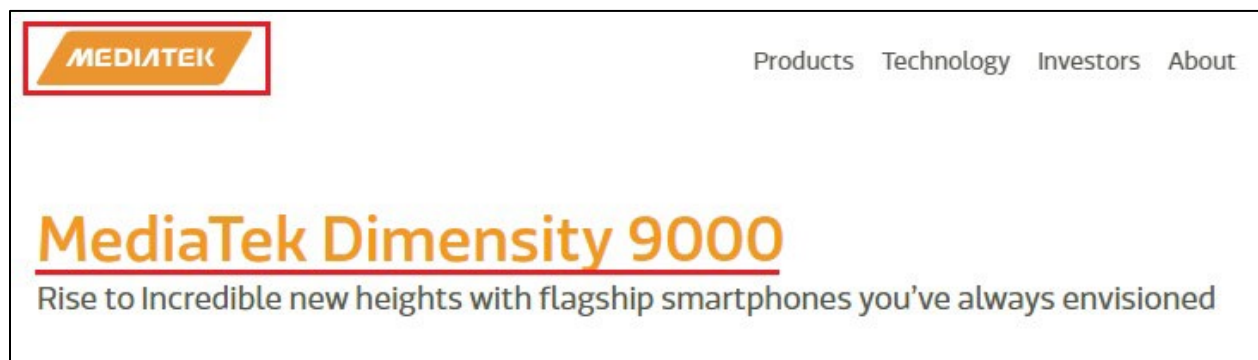 MEDIATEK
Products Technology Investors About
MediaTek Dimensity 9000
Rise to Incredible new heights with flagship smartphones you've always envisioned